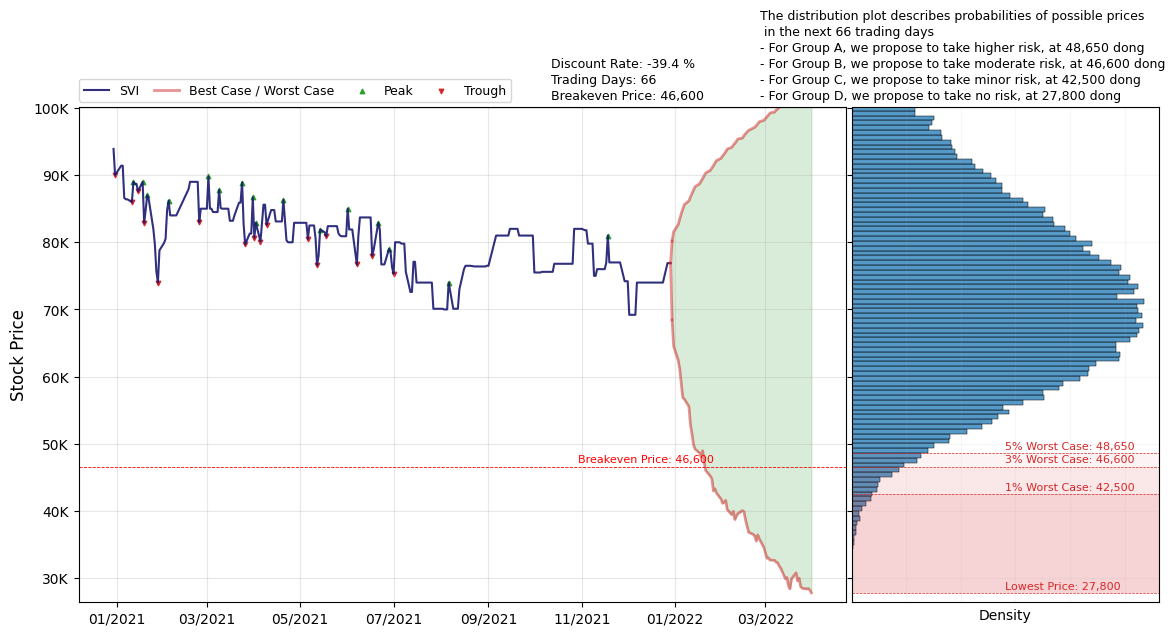 The distribution plot describes probabilities of possible prices
in the next 66 trading days
- For Group A, we propose to take higher risk, at 48,650 dong
- For Group B, we propose to take moderate risk, at 46,600 dong
- For Group C, we propose to take minor risk, at 42,500 dong
- For Group D, we propose to take no risk, at 27,800 dong
Discount Rate: -39.4 %
Trading Days: 66
Breakeven Price: 46,600
SVI Best Case / Worst Case Peak Trough
100K
90K
80K
70K
60K
50K
40K
30K
Stock Price
Breakeven Price: 46,600
5% Worst Case: 48,650
3% Worst Case: 46,600
1% Worst Case: 42,500
Lowest Price: 27,800
01/2021 03/2021 05/2021 07/2021 09/2021 11/2021 01/2022 03/2022
Density